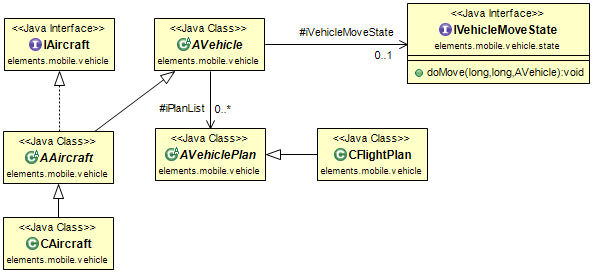 <<Java Interface>>
IAircraft
elements.mobile.vehicle
<<Java Class>>
AVehicle
elements.mobile.vehicle
#iVehicleMoveState
0..1
<<Java Interface>>
IVehicleMoveState
elements.mobile.vehicle.state
doMove(long,long,AVehicle):void
#lPlanList
0..*
<<Java Class>>
AAircraft
elements.mobile.vehicle
<<Java Class>>
AVehiclePlan
elements.mobile.vehicle
<<Java Class>>
CFlightPlan
elements.mobile.vehicle
<<Java Class>>
CAircraft
elements.mobile.vehicle